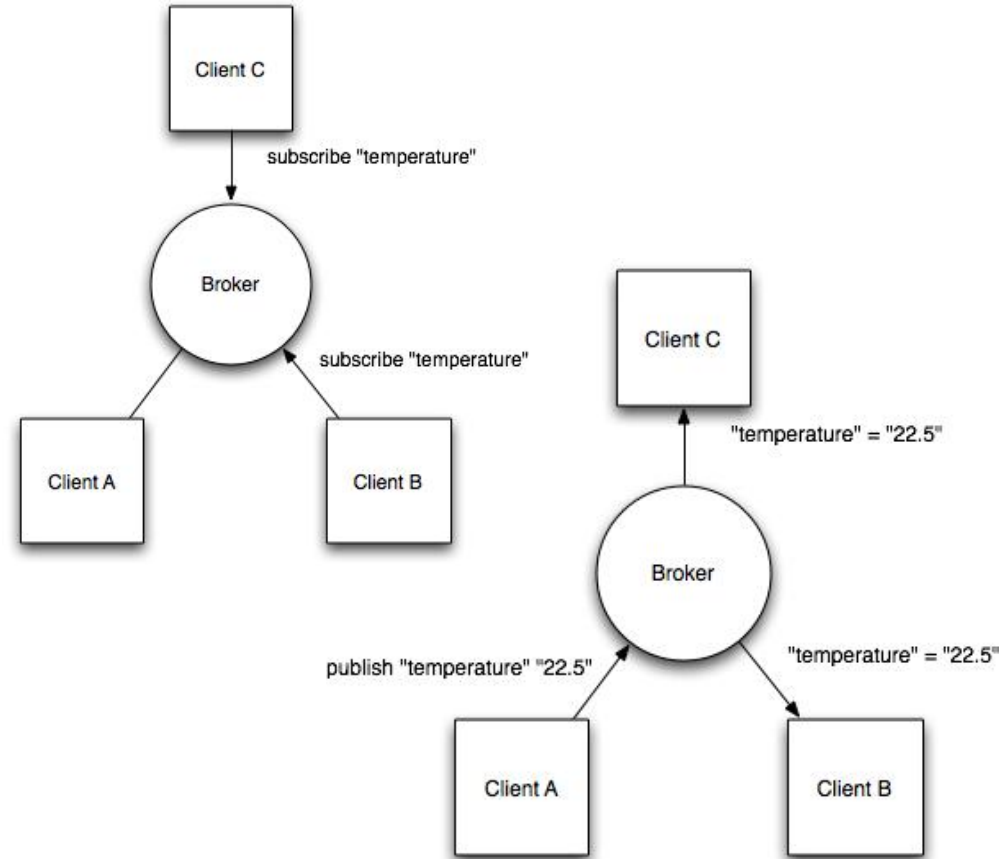 Client C
subscribe "temperature"
Broker
subscribe "temperature"
Client A
Client B
Client C
"temperature" = "22.5"
Broker
publish "temperature" "22.5"
"temperature" = "22.5"
Client A
Client B